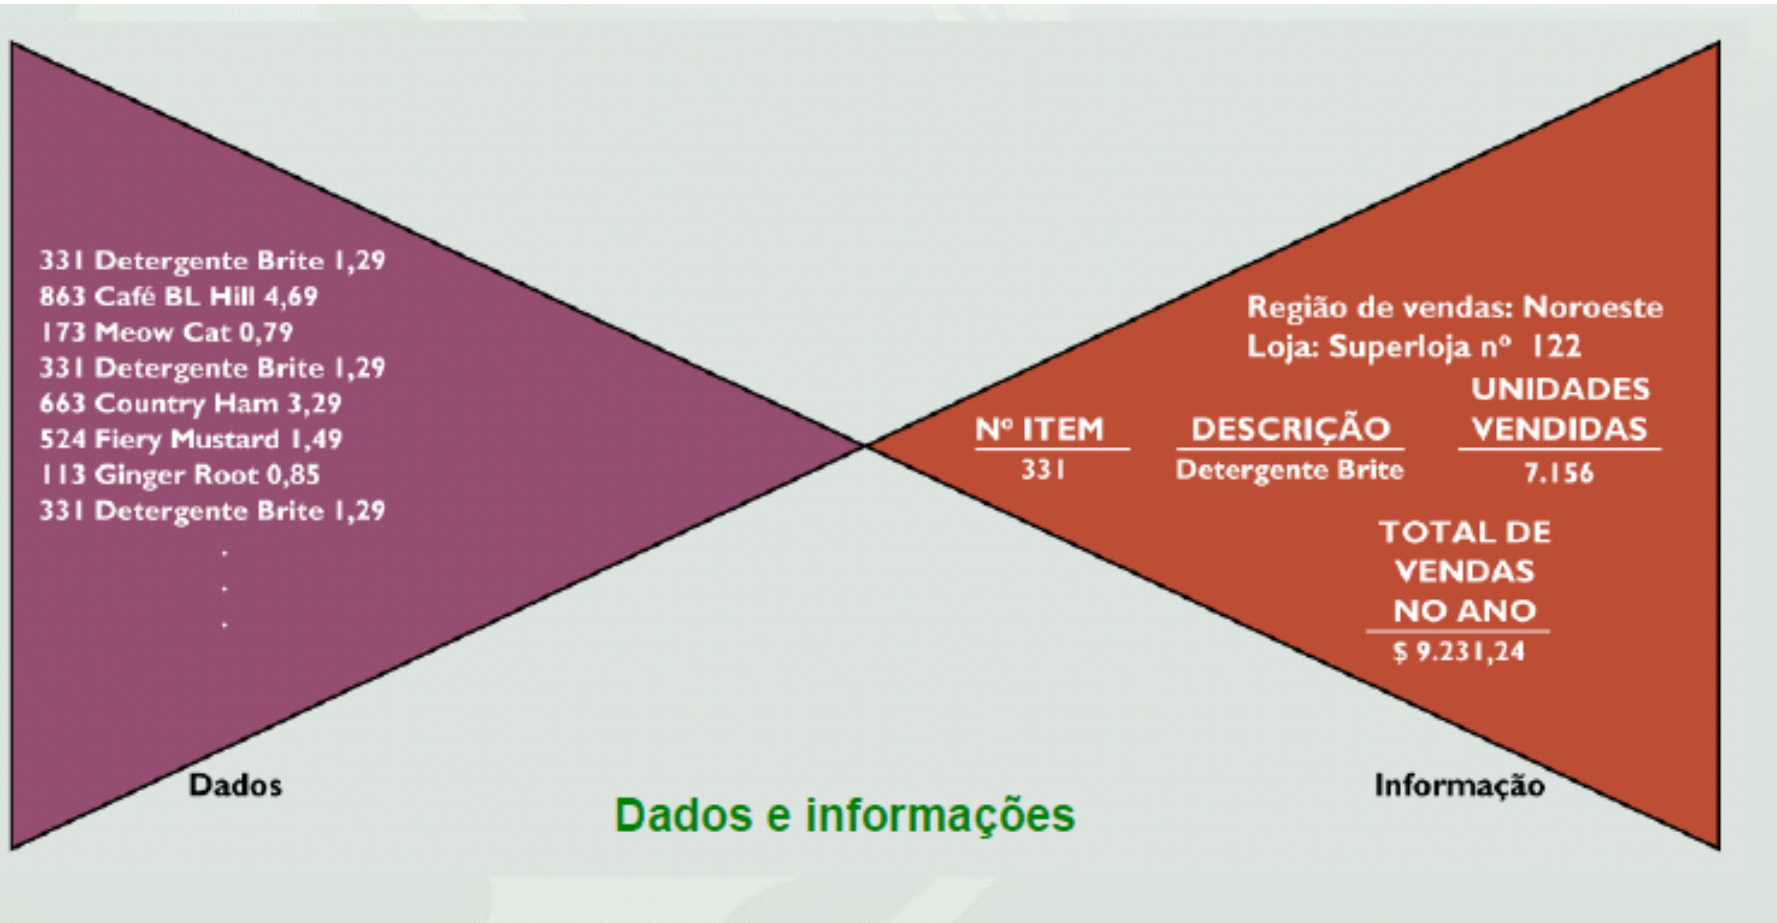 331 Detergente Brite 1,29
863 Café BL Hill 4,69
173 Meow Cat 0,79
331 Detergente Brite 1,29
663 Country Ham 3,29
524 Fiery Mustard 1,49
113 Ginger Root 0,85
331 Detergente Brite 1,29
.
.
.
Dados
Região de vendas: Noroeste
Loja: Superloja nº 122
Nº ITEM
331
DESCRIÇÃO
Detergente Brite
UNIDADES
VENDIDAS
7.156
TOTAL DE
VENDAS
NO ANO
$ 9.231,24
Informação
Dados e informações